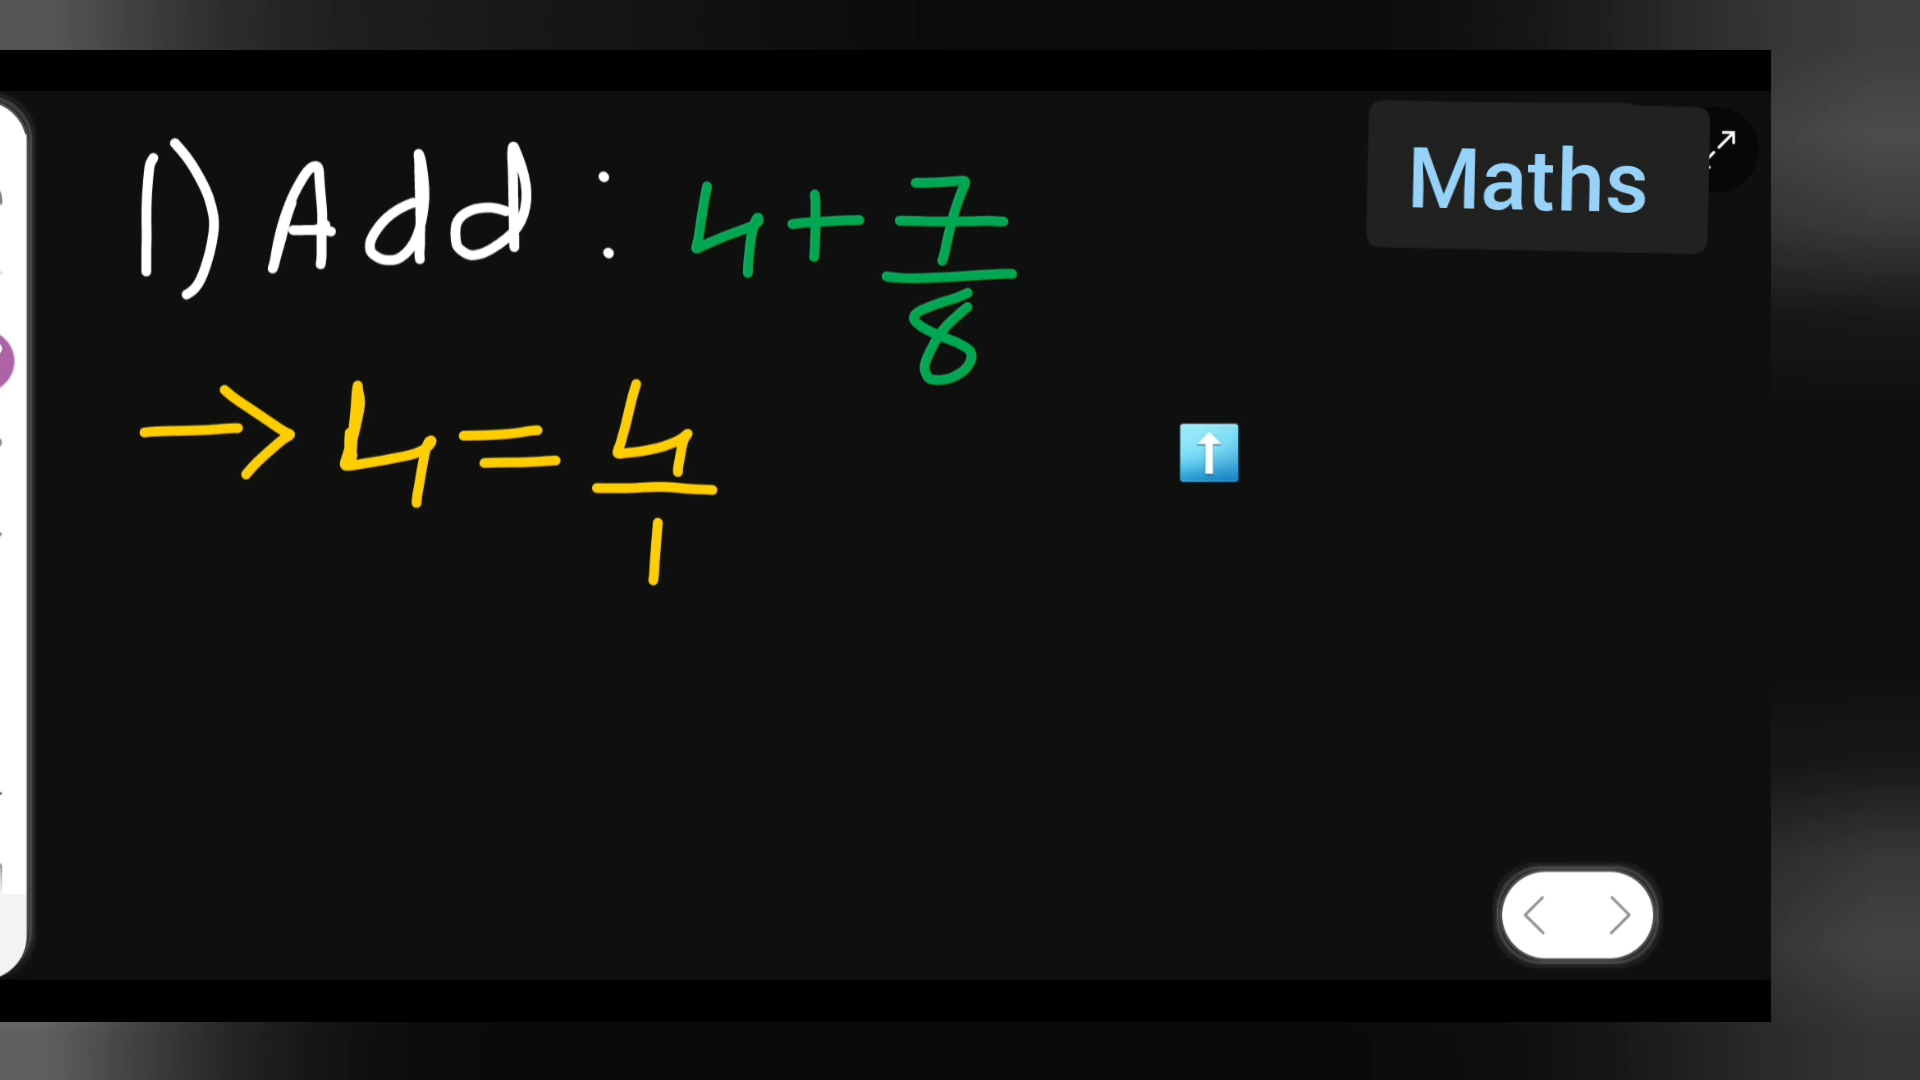 1) Add : 4 + 7/8
Maths
→ 4 = 4/1